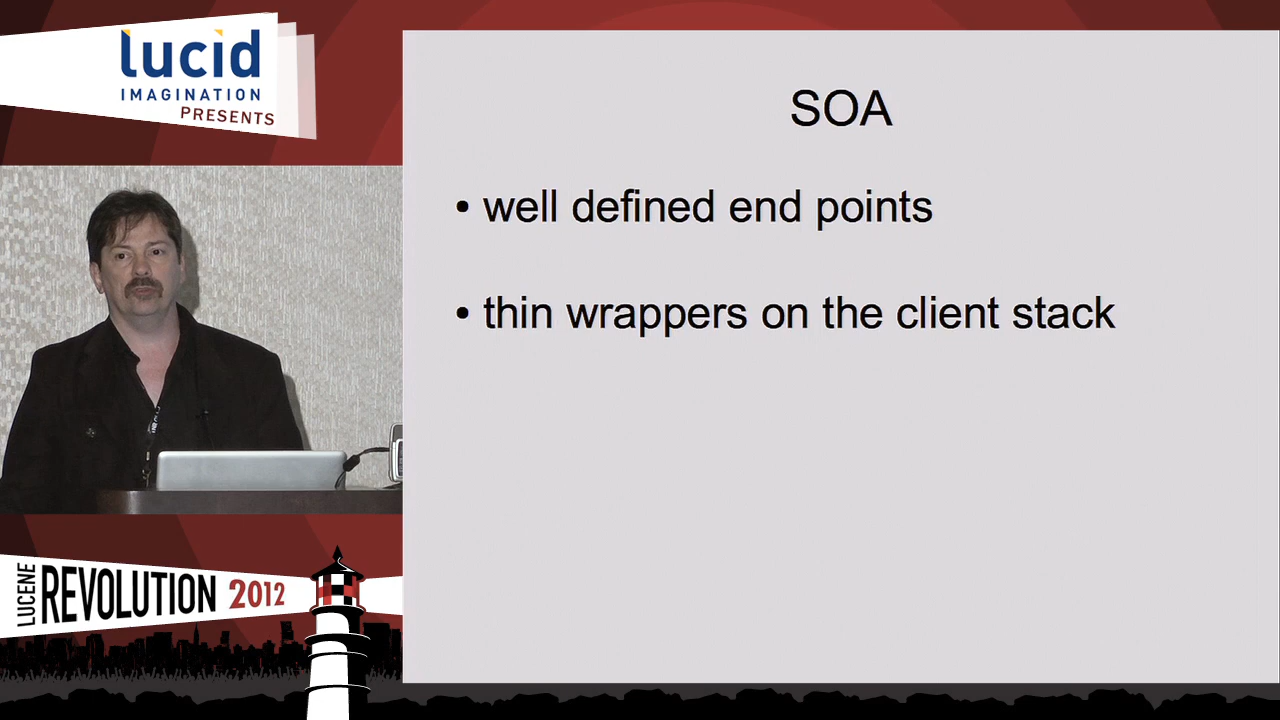 lucid
IMAGINATION
PRESENTS
SOA
• well defined end points
• thin wrappers on the client stack
LUCENE
REVOLUTION 2012